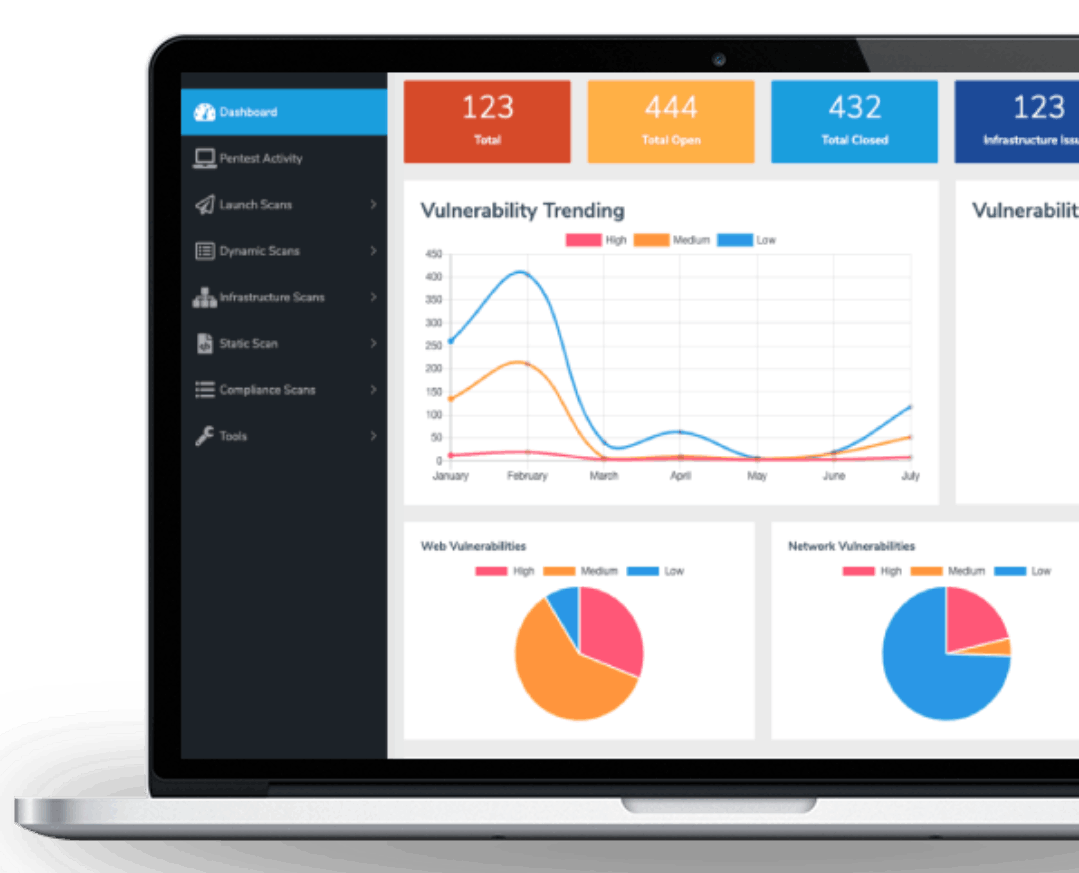 Dashboard
Pentest Activity
Launch Scans
Dynamic Scans
Infrastructure Scans
Static Scan
Compliance Scans
Tools
123
Total
444
Total Open
432
Total Closed
123
Infrastructure Issu
Vulnerability Trending
High Medium Low
450
400
350
300
250
200
150
100
50
0
January February March April May June July
Vulnerabilit
Web Vulnerabilities
High Medium Low
Network Vulnerabilities
High Medium Low